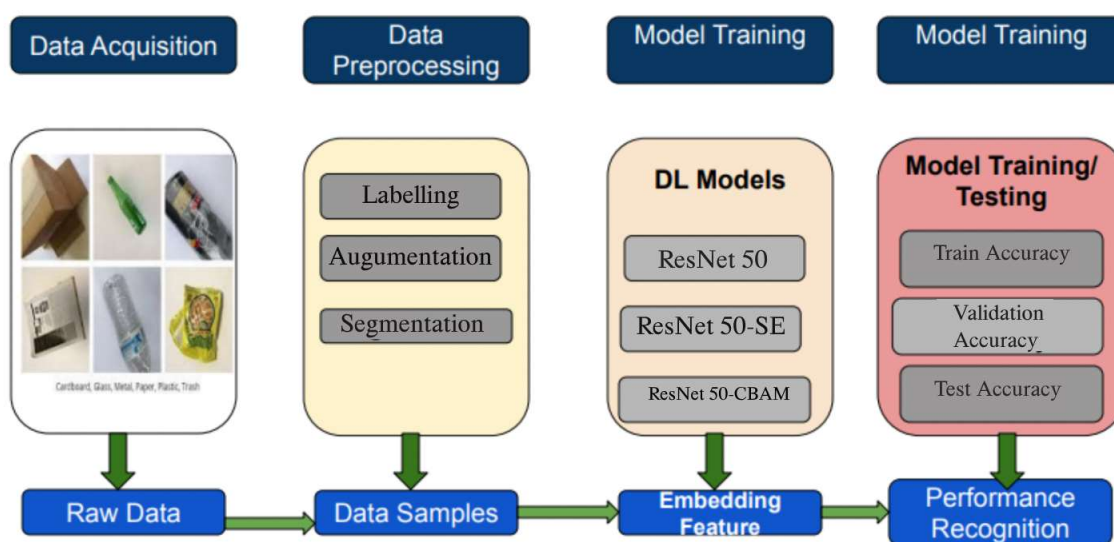 Data Acquisition
Data
Preprocessing
Model Training
Model Training
Cardboard, Glass, Metal, Paper, Plastic, Trash
Labelling
Augumentation
Segmentation
DL Models
ResNet 50
ResNet 50-SE
ResNet 50-CBAM
Model Training/
Testing
Train Accuracy
Validation
Accuracy
Test Accuracy
Raw Data
Data Samples
Embedding
Feature
Performance
Recognition